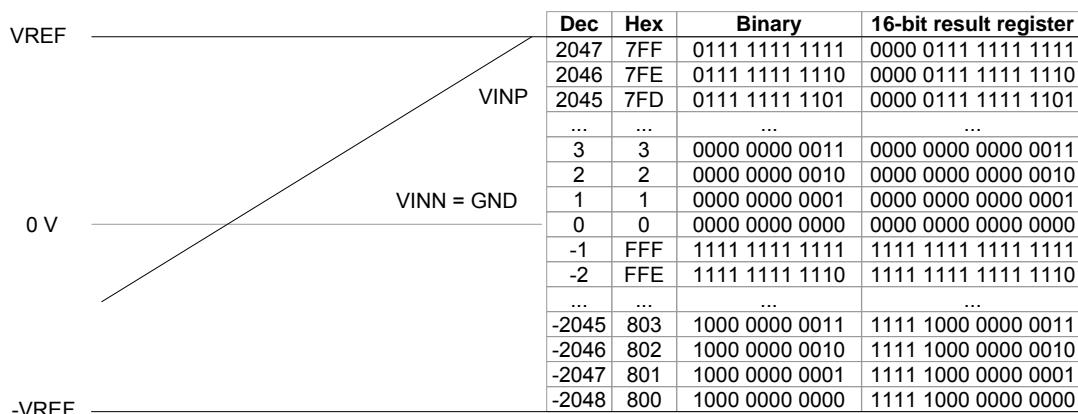 VREF
VINP
VINN = GND
0 V
-VREF
Dec Hex Binary 16-bit result register
2047 7FF 0111 1111 1111 0000 0111 1111 1111
2046 7FE 0111 1111 1110 0000 0111 1111 1110
2045 7FD 0111 1111 1101 0000 0111 1111 1101
... ... ... ...
3 3 0000 0000 0011 0000 0000 0000 0011
2 2 0000 0000 0010 0000 0000 0000 0010
1 1 0000 0000 0001 0000 0000 0000 0001
0 0 0000 0000 0000 0000 0000 0000 0000
-1 FFF 1111 1111 1111 1111 1111 1111 1111
-2 FFE 1111 1111 1110 1111 1111 1111 1110
... ... ... ...
-2045 803 1000 0000 0011 1111 1000 0000 0011
-2046 802 1000 0000 0010 1111 1000 0000 0010
-2047 801 1000 0000 0001 1111 1000 0000 0001
-2048 800 1000 0000 0000 1111 1000 0000 0000